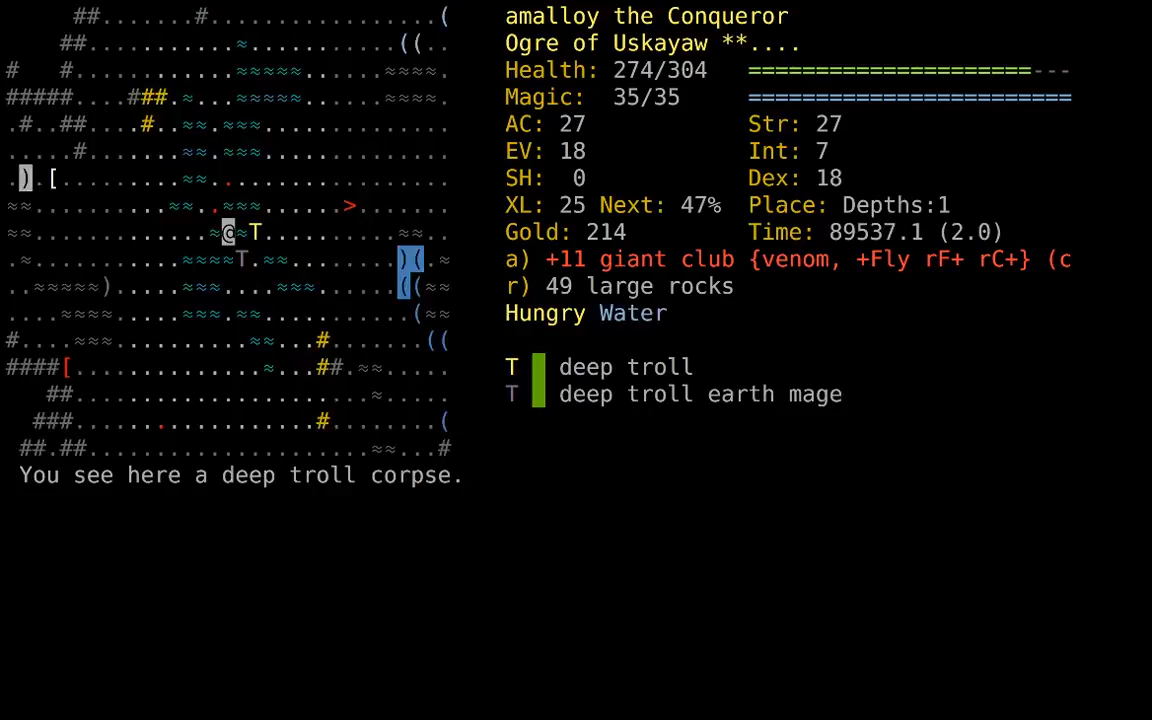 amalloy the Conqueror
Ogre of Uskayaw **....
Health: 274/304 =====================---
Magic: 35/35 ========================
AC: 27 Str: 27
EV: 18 Int: 7
SH: 0 Dex: 18
XL: 25 Next: 47% Place: Depths:1
Gold: 214 Time: 89537.1 (2.0)
a) +11 giant club {venom, +Fly rF+ rC+} (c
r) 49 large rocks
Hungry Water
T deep troll
T deep troll earth mage
You see here a deep troll corpse.